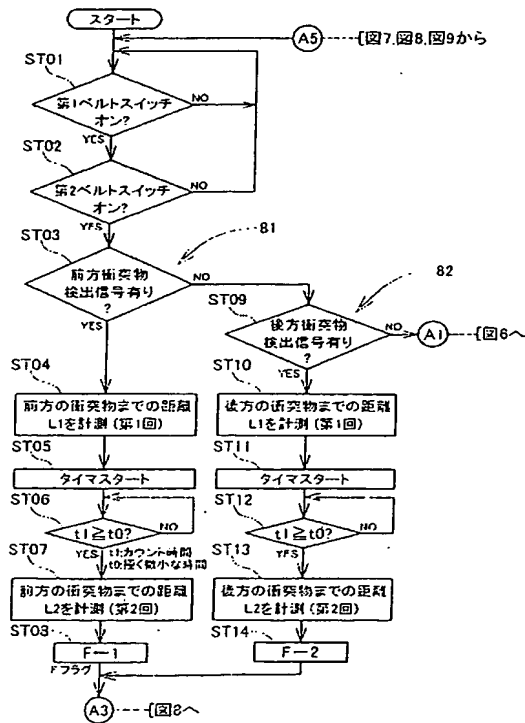 スタート
A5 [図7,図8,図9から
ST01
第1ベルトスイッチ
オン?
NO
YES
ST02
第2ベルトスイッチ
オン?
NO
YES
ST03
前方衝突物
検出信号有り
?
NO
YES
81
82
ST09
後方衝突物
検出信号有り
?
NO
A1 [図6へ
YES
ST04
前方の衝突物までの距離
L1を計測(第1回)
ST10
後方の衝突物までの距離
L1を計測(第1回)
ST05
タイマスタート
ST11
タイマスタート
ST06
t1≧t0?
NO
YES
t1:カウント時間
t0:極く微小な時間
ST12
t1≧t0?
NO
YES
ST07
前方の衝突物までの距離
L2を計測(第2回)
ST13
後方の衝突物までの距離
L2を計測(第2回)
ST03
F←1
Fフラグ
ST14
F←2
A3 [図8へ